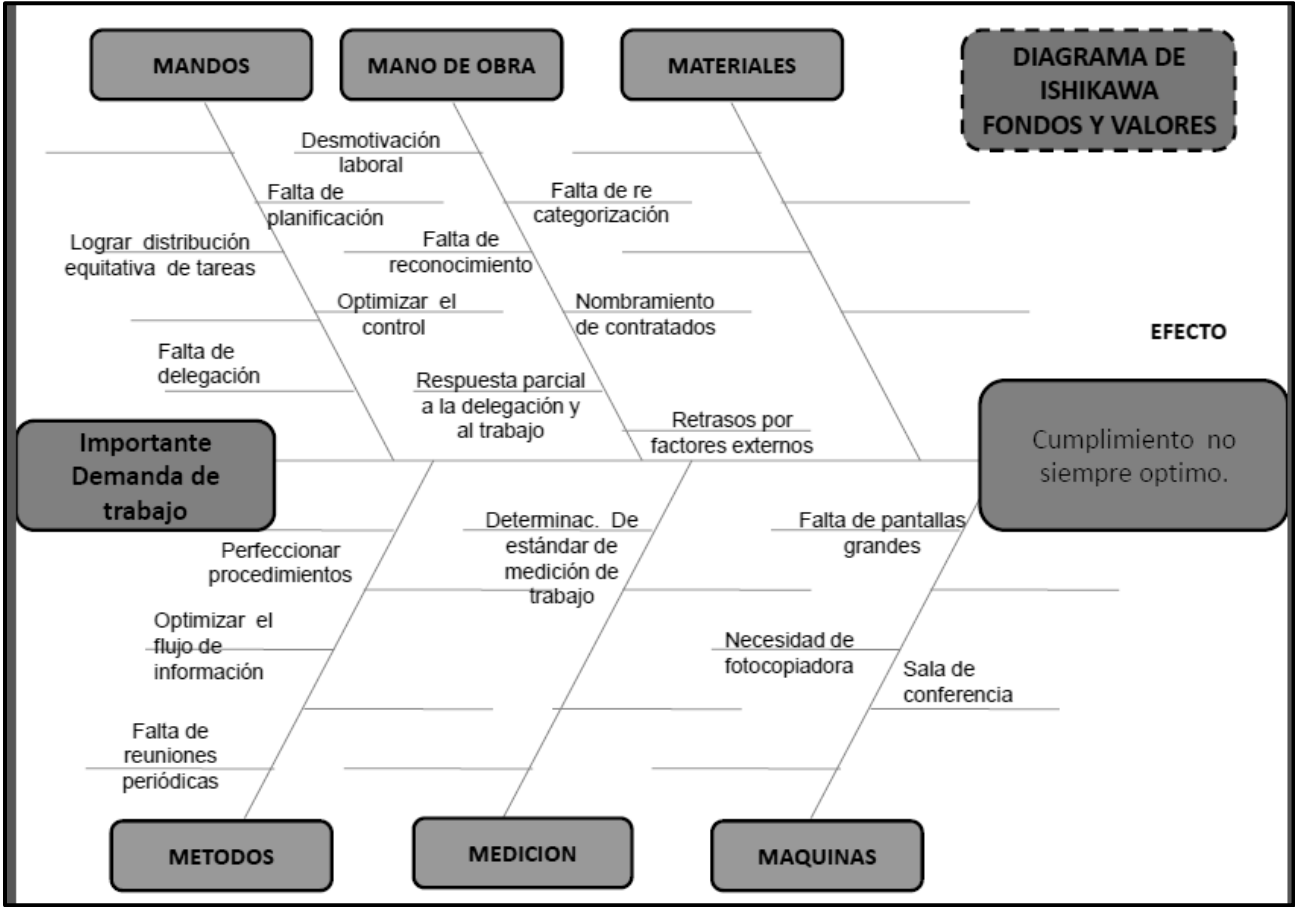 MANDOS
MANO DE OBRA
MATERIALES
DIAGRAMA DE
ISHIKAWA
FONDOS Y VALORES
Desmotivación
laboral
Falta de
planificación
Falta de re
categorización
Lograr distribución
equitativa de tareas
Falta de
reconocimiento
Optimizar el
control
Nombramiento
de contratados
EFECTO
Falta de
delegación
Respuesta parcial
a la delegación y
al trabajo
Retrasos por
factores externos
Importante
Demanda de
trabajo
Cumplimiento no
siempre optimo.
Perfeccionar
procedimientos
Determinac. De
estándar de
medición de
trabajo
Falta de pantallas
grandes
Optimizar el
flujo de
información
Necesidad de
fotocopiadora
Sala de
conferencia
Falta de
reuniones
periódicas
METODOS
MEDICION
MAQUINAS